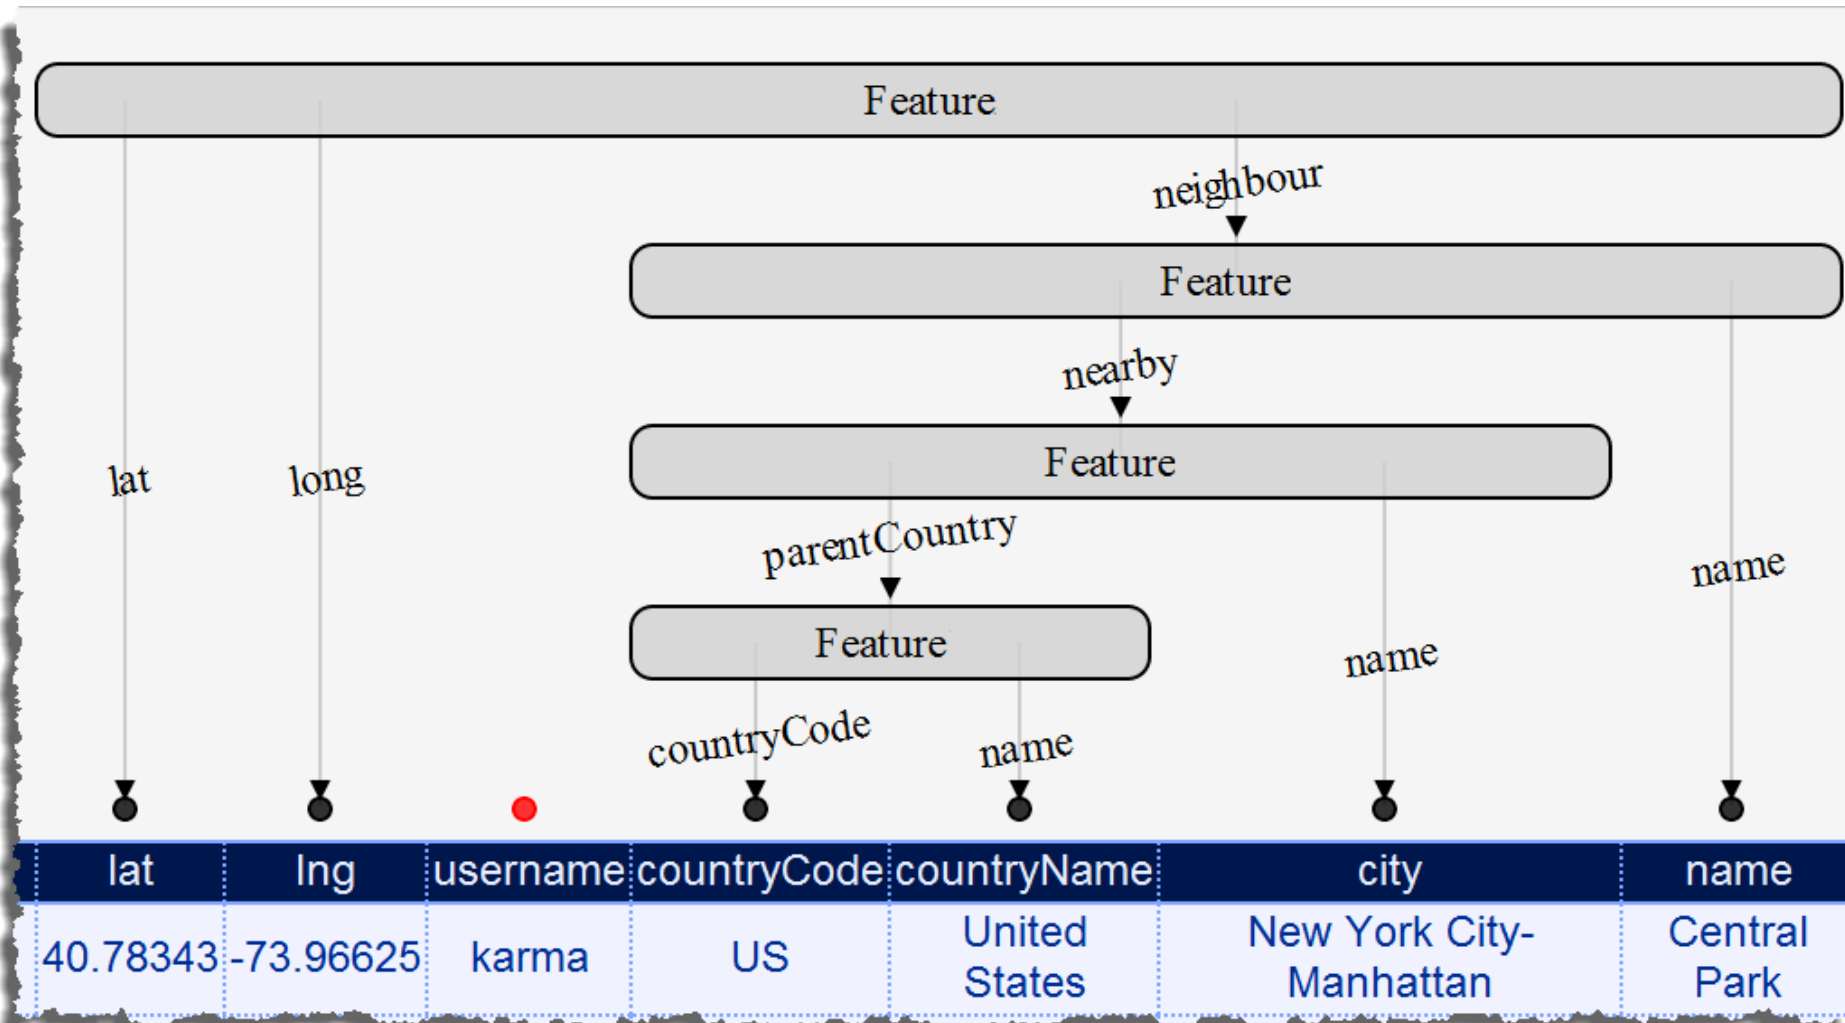 Feature
neighbour
Feature
nearby
Feature
lat
long
parentCountry
name
Feature
name
countryCode
name
lat lng username countryCode countryName city name
40.78343 -73.96625 karma US United States New York City-Manhattan Central Park